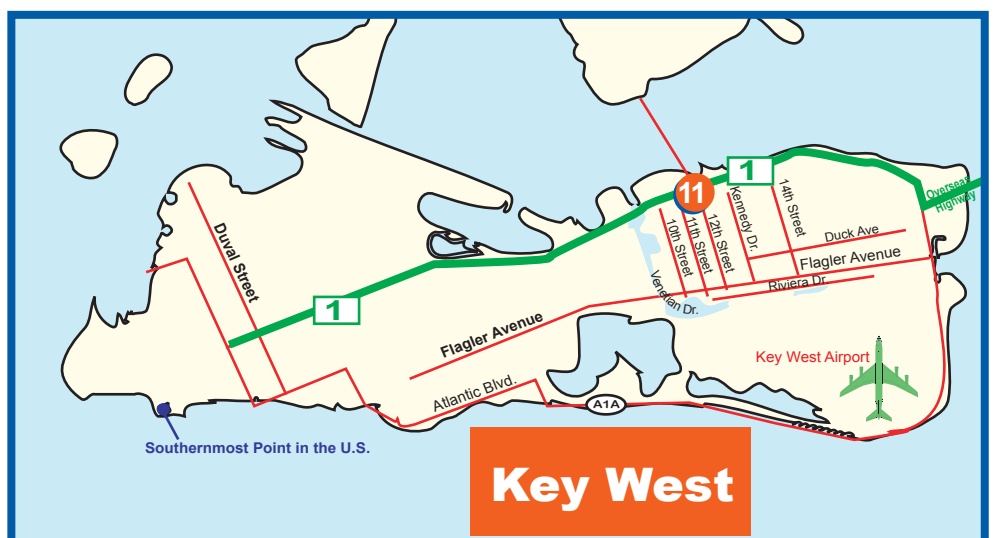 1
11
Overseas
Highway
Kennedy Dr.
14th Street
12th Street
11th Street
10th Street
Duck Ave
Flagler Avenue
Riviera Dr.
Venetian Dr.
Duval Street
1
Flagler Avenue
Key West Airport
Atlantic Blvd.
A1A
Southernmost Point in the U.S.
Key West